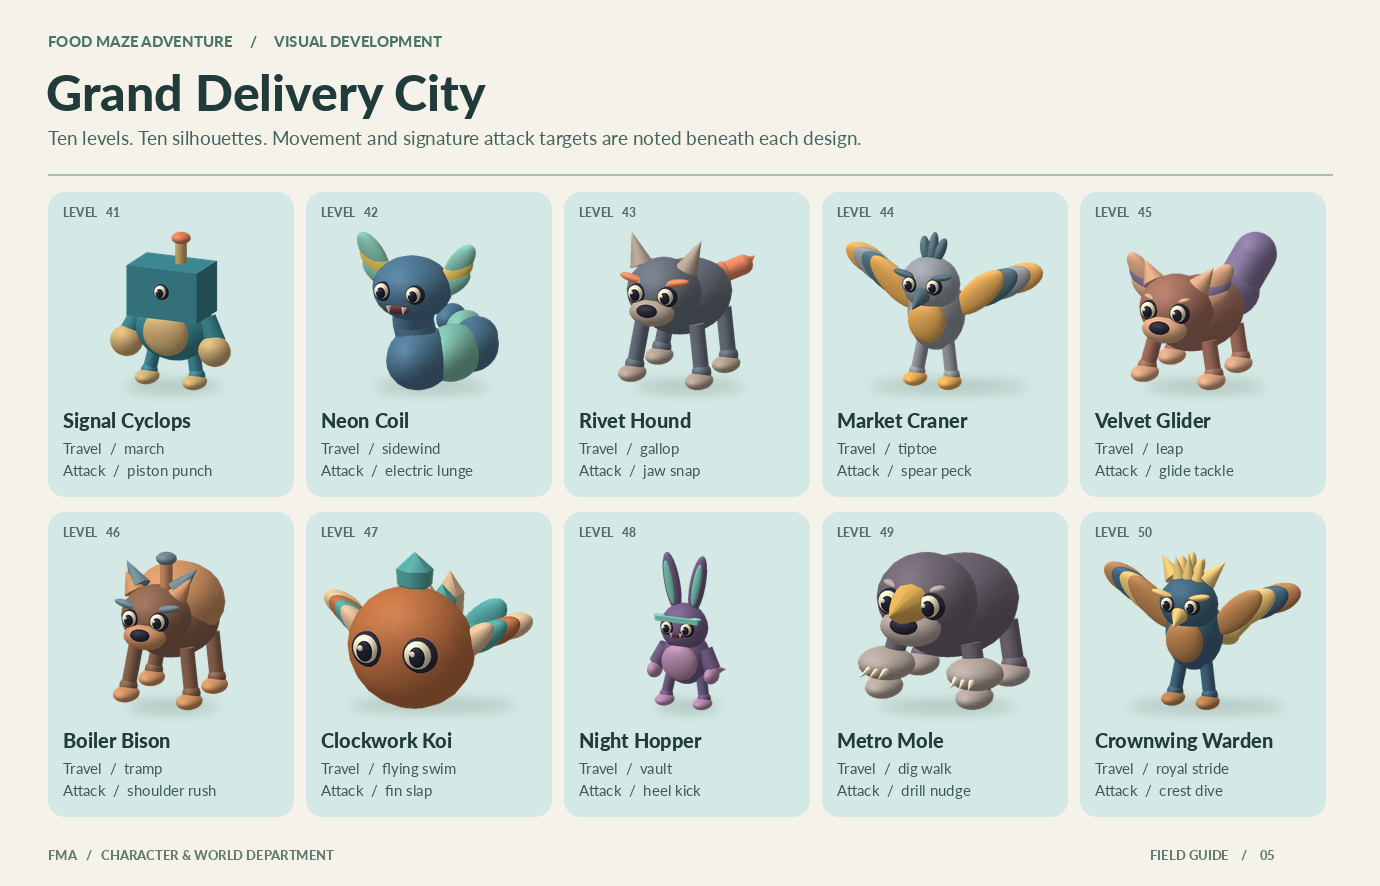 FOOD MAZE ADVENTURE / VISUAL DEVELOPMENT
Grand Delivery City
Ten levels. Ten silhouettes. Movement and signature attack targets are noted beneath each design.
LEVEL 41
Signal Cyclops
Travel / march
Attack / piston punch
LEVEL 42
Neon Coil
Travel / sidewind
Attack / electric lunge
LEVEL 43
Rivet Hound
Travel / gallop
Attack / jaw snap
LEVEL 44
Market Craner
Travel / tiptoe
Attack / spear peck
LEVEL 45
Velvet Glider
Travel / leap
Attack / glide tackle
LEVEL 46
Boiler Bison
Travel / tramp
Attack / shoulder rush
LEVEL 47
Clockwork Koi
Travel / flying swim
Attack / fin slap
LEVEL 48
Night Hopper
Travel / vault
Attack / heel kick
LEVEL 49
Metro Mole
Travel / dig walk
Attack / drill nudge
LEVEL 50
Crownwing Warden
Travel / royal stride
Attack / crest dive
FMA / CHARACTER & WORLD DEPARTMENT
FIELD GUIDE / 05